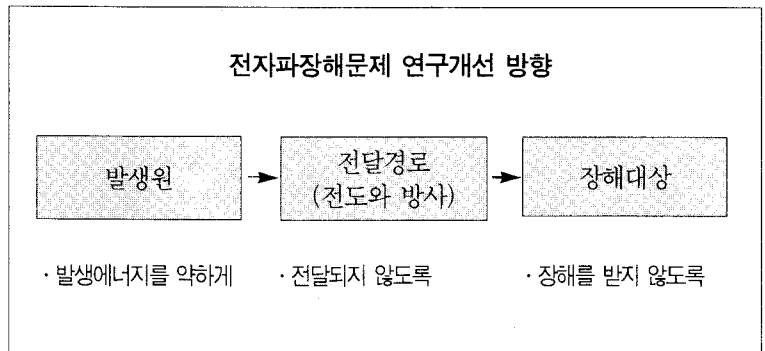 전자파장해문제 연구개선 방향
발생원
전달경로
(전도와 방사)
장해대상
· 발생에너지를 약하게
· 전달되지 않도록
· 장해를 받지 않도록